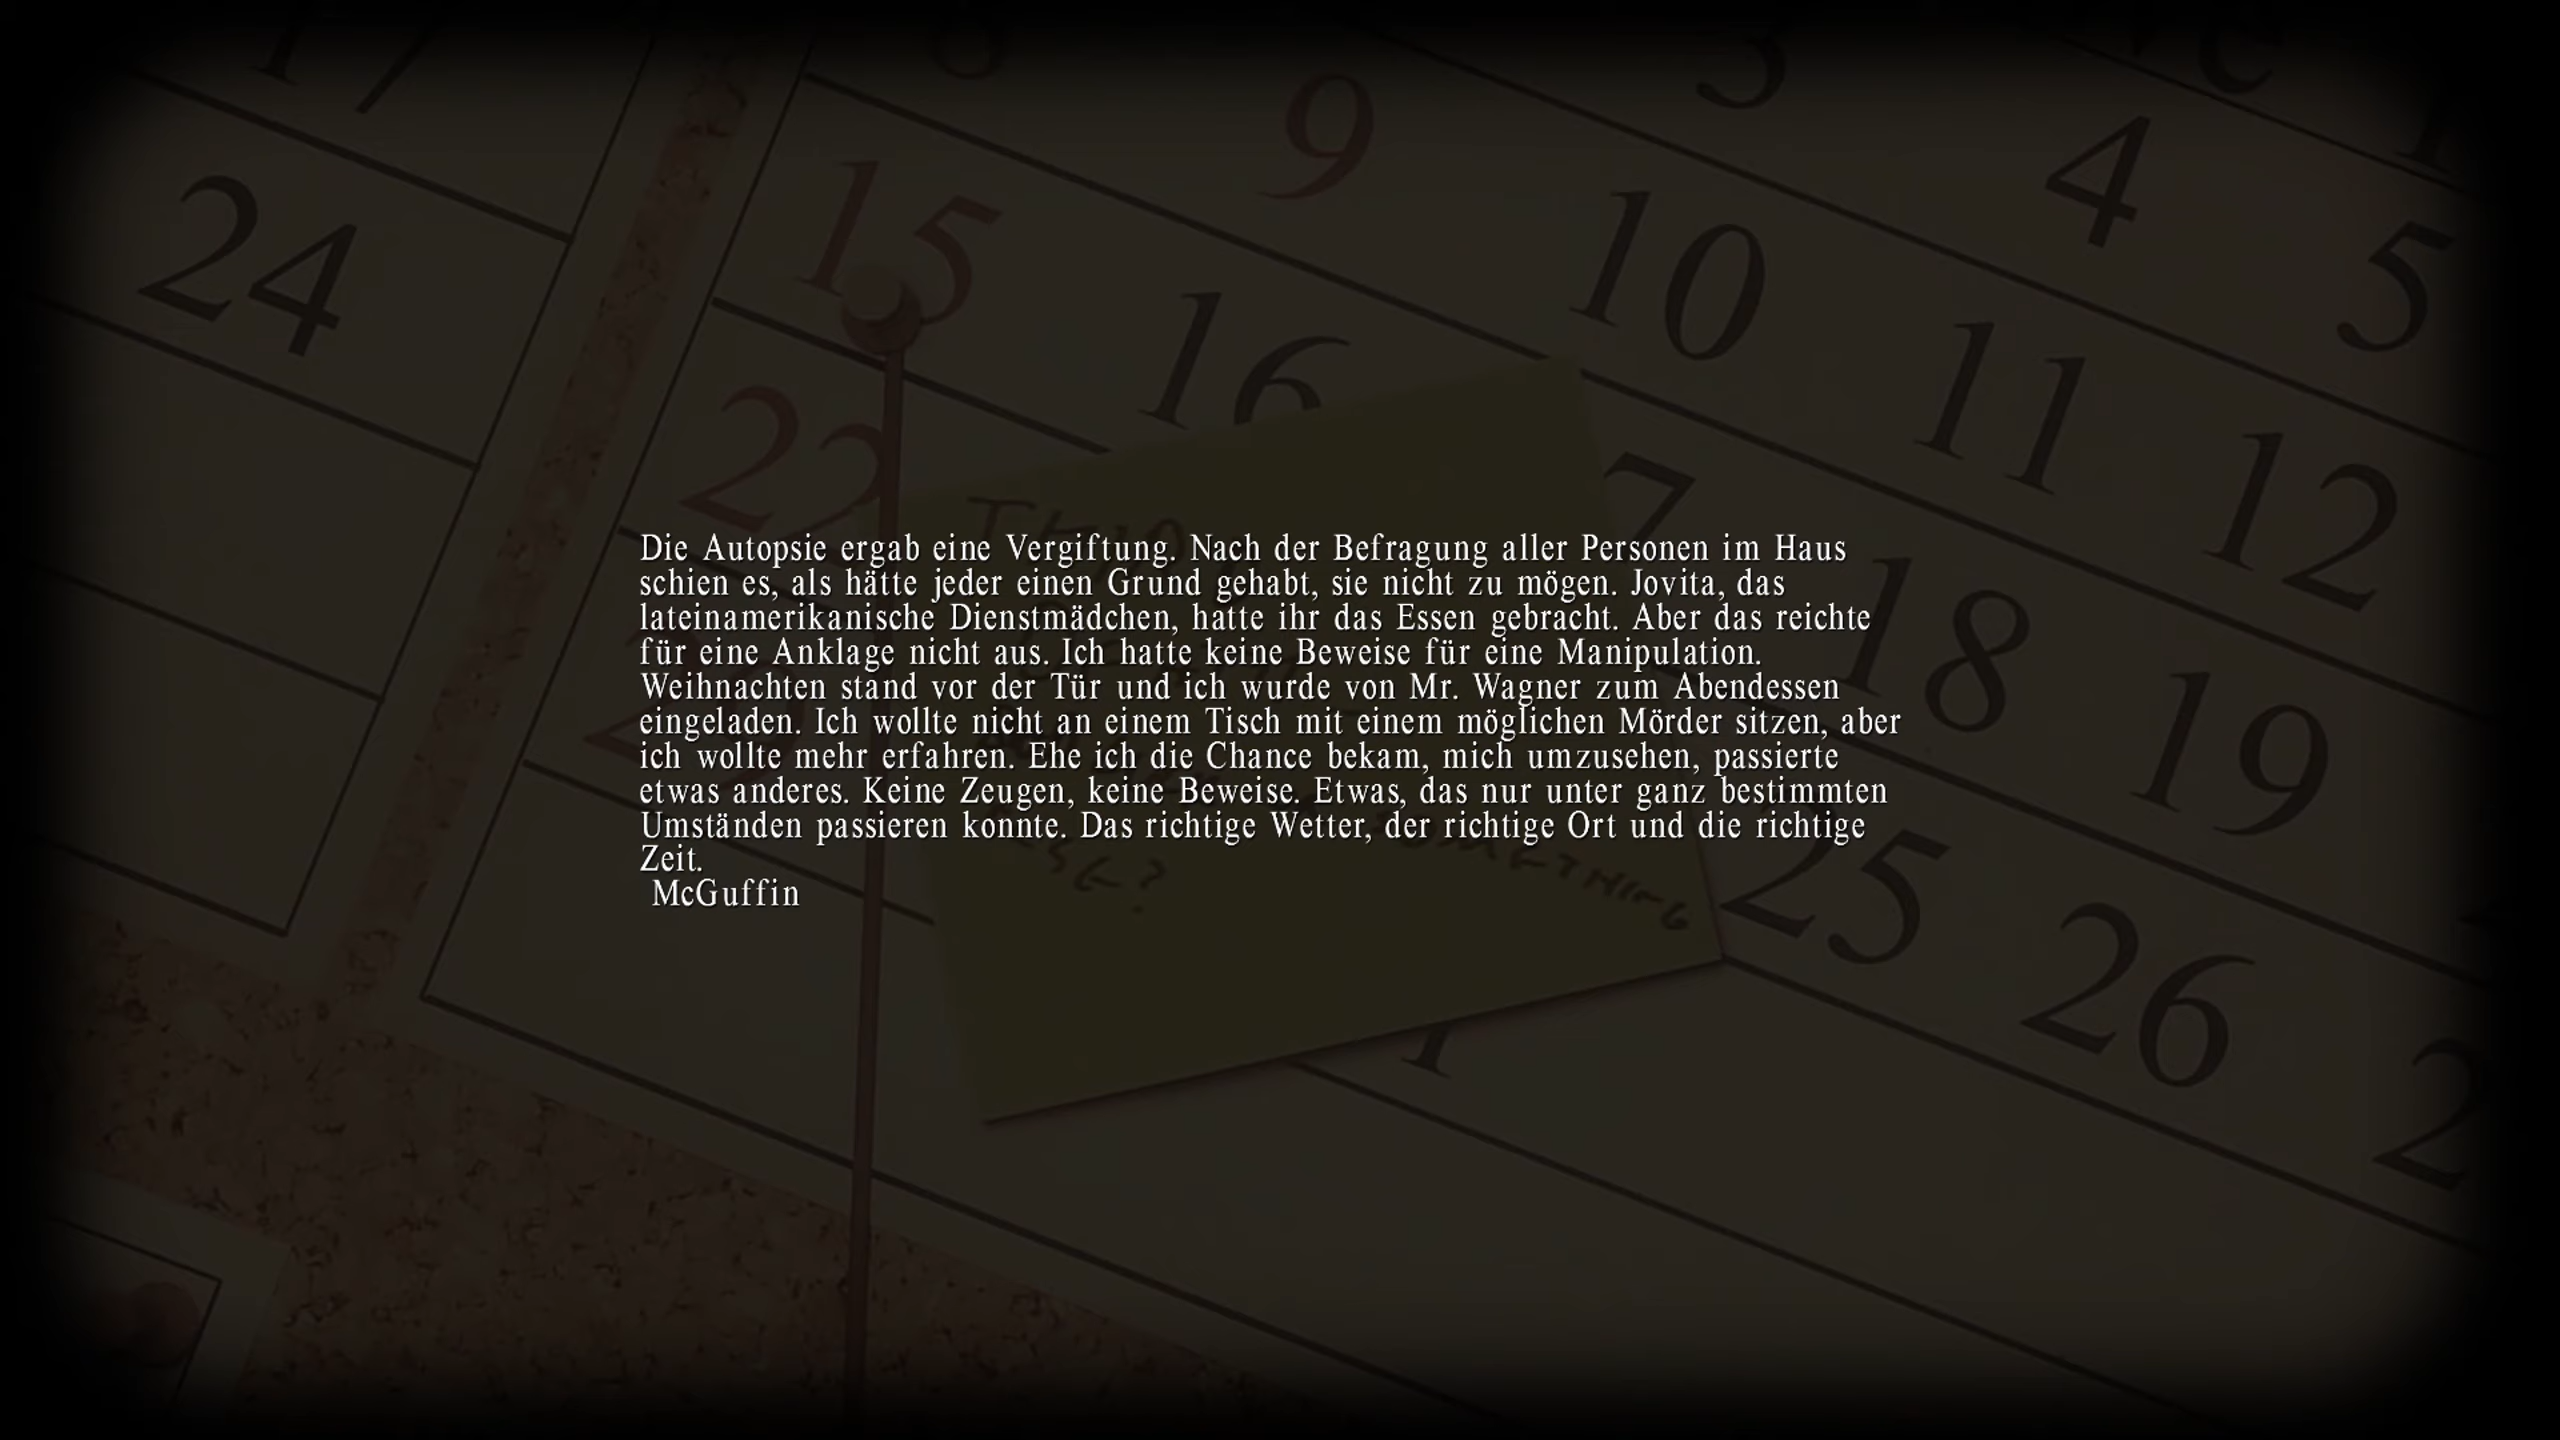 17
24
8
9
15
16
22
3
4
5
10
11
12
18
19
25
26
Die Autopsie ergab eine Vergiftung. Nach der Befragung aller Personen im Haus
schien es, als hätte jeder einen Grund gehabt, sie nicht zu mögen. Jovita, das
lateinamerikanische Dienstmädchen, hatte ihr das Essen gebracht. Aber das reichte
für eine Anklage nicht aus. Ich hatte keine Beweise für eine Manipulation.
Weihnachten stand vor der Tür und ich wurde von Mr. Wagner zum Abendessen
eingeladen. Ich wollte nicht an einem Tisch mit einem möglichen Mörder sitzen, aber
ich wollte mehr erfahren. Ehe ich die Chance bekam, mich umzusehen, passierte
etwas anderes. Keine Zeugen, keine Beweise. Etwas, das nur unter ganz bestimmten
Umständen passieren konnte. Das richtige Wetter, der richtige Ort und die richtige
Zeit.
McGuffin
SOMETHING